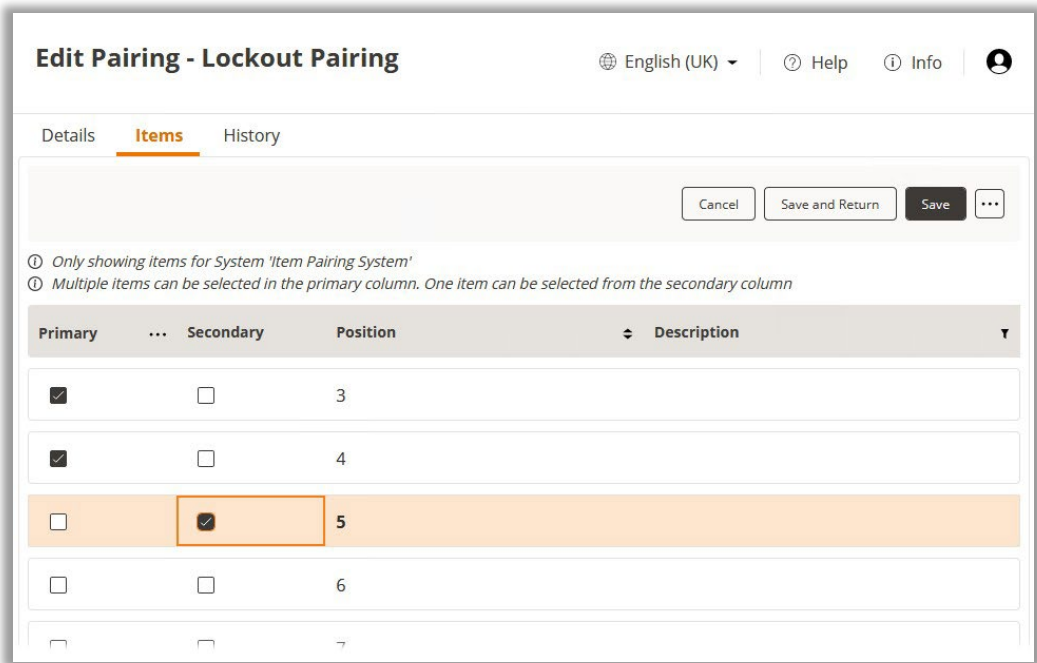 Edit Pairing - Lockout Pairing English (UK) Help Info
Details Items History
Cancel Save and Return Save ...
Only showing items for System 'Item Pairing System'
Multiple items can be selected in the primary column. One item can be selected from the secondary column
Primary ... Secondary Position Description
3
4
5
6